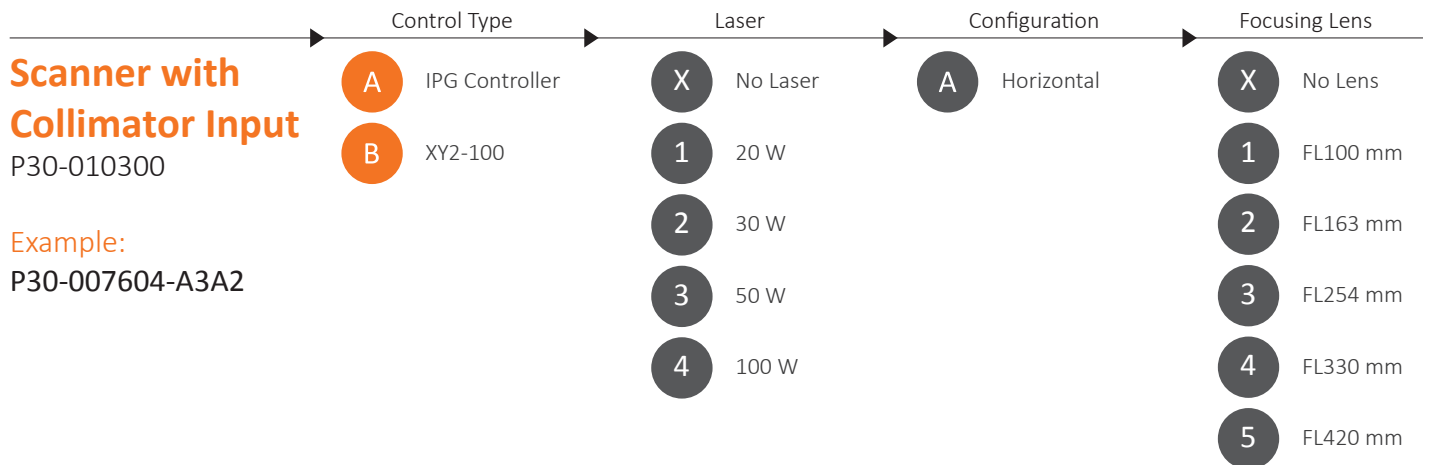 Control Type
Laser
Configuration
Focusing Lens
Scanner with
Collimator Input
P30-010300
Example:
P30-007604-A3A2
A IPG Controller
B XY2-100
X No Laser
1 20 W
2 30 W
3 50 W
4 100 W
A Horizontal
X No Lens
1 FL100 mm
2 FL163 mm
3 FL254 mm
4 FL330 mm
5 FL420 mm